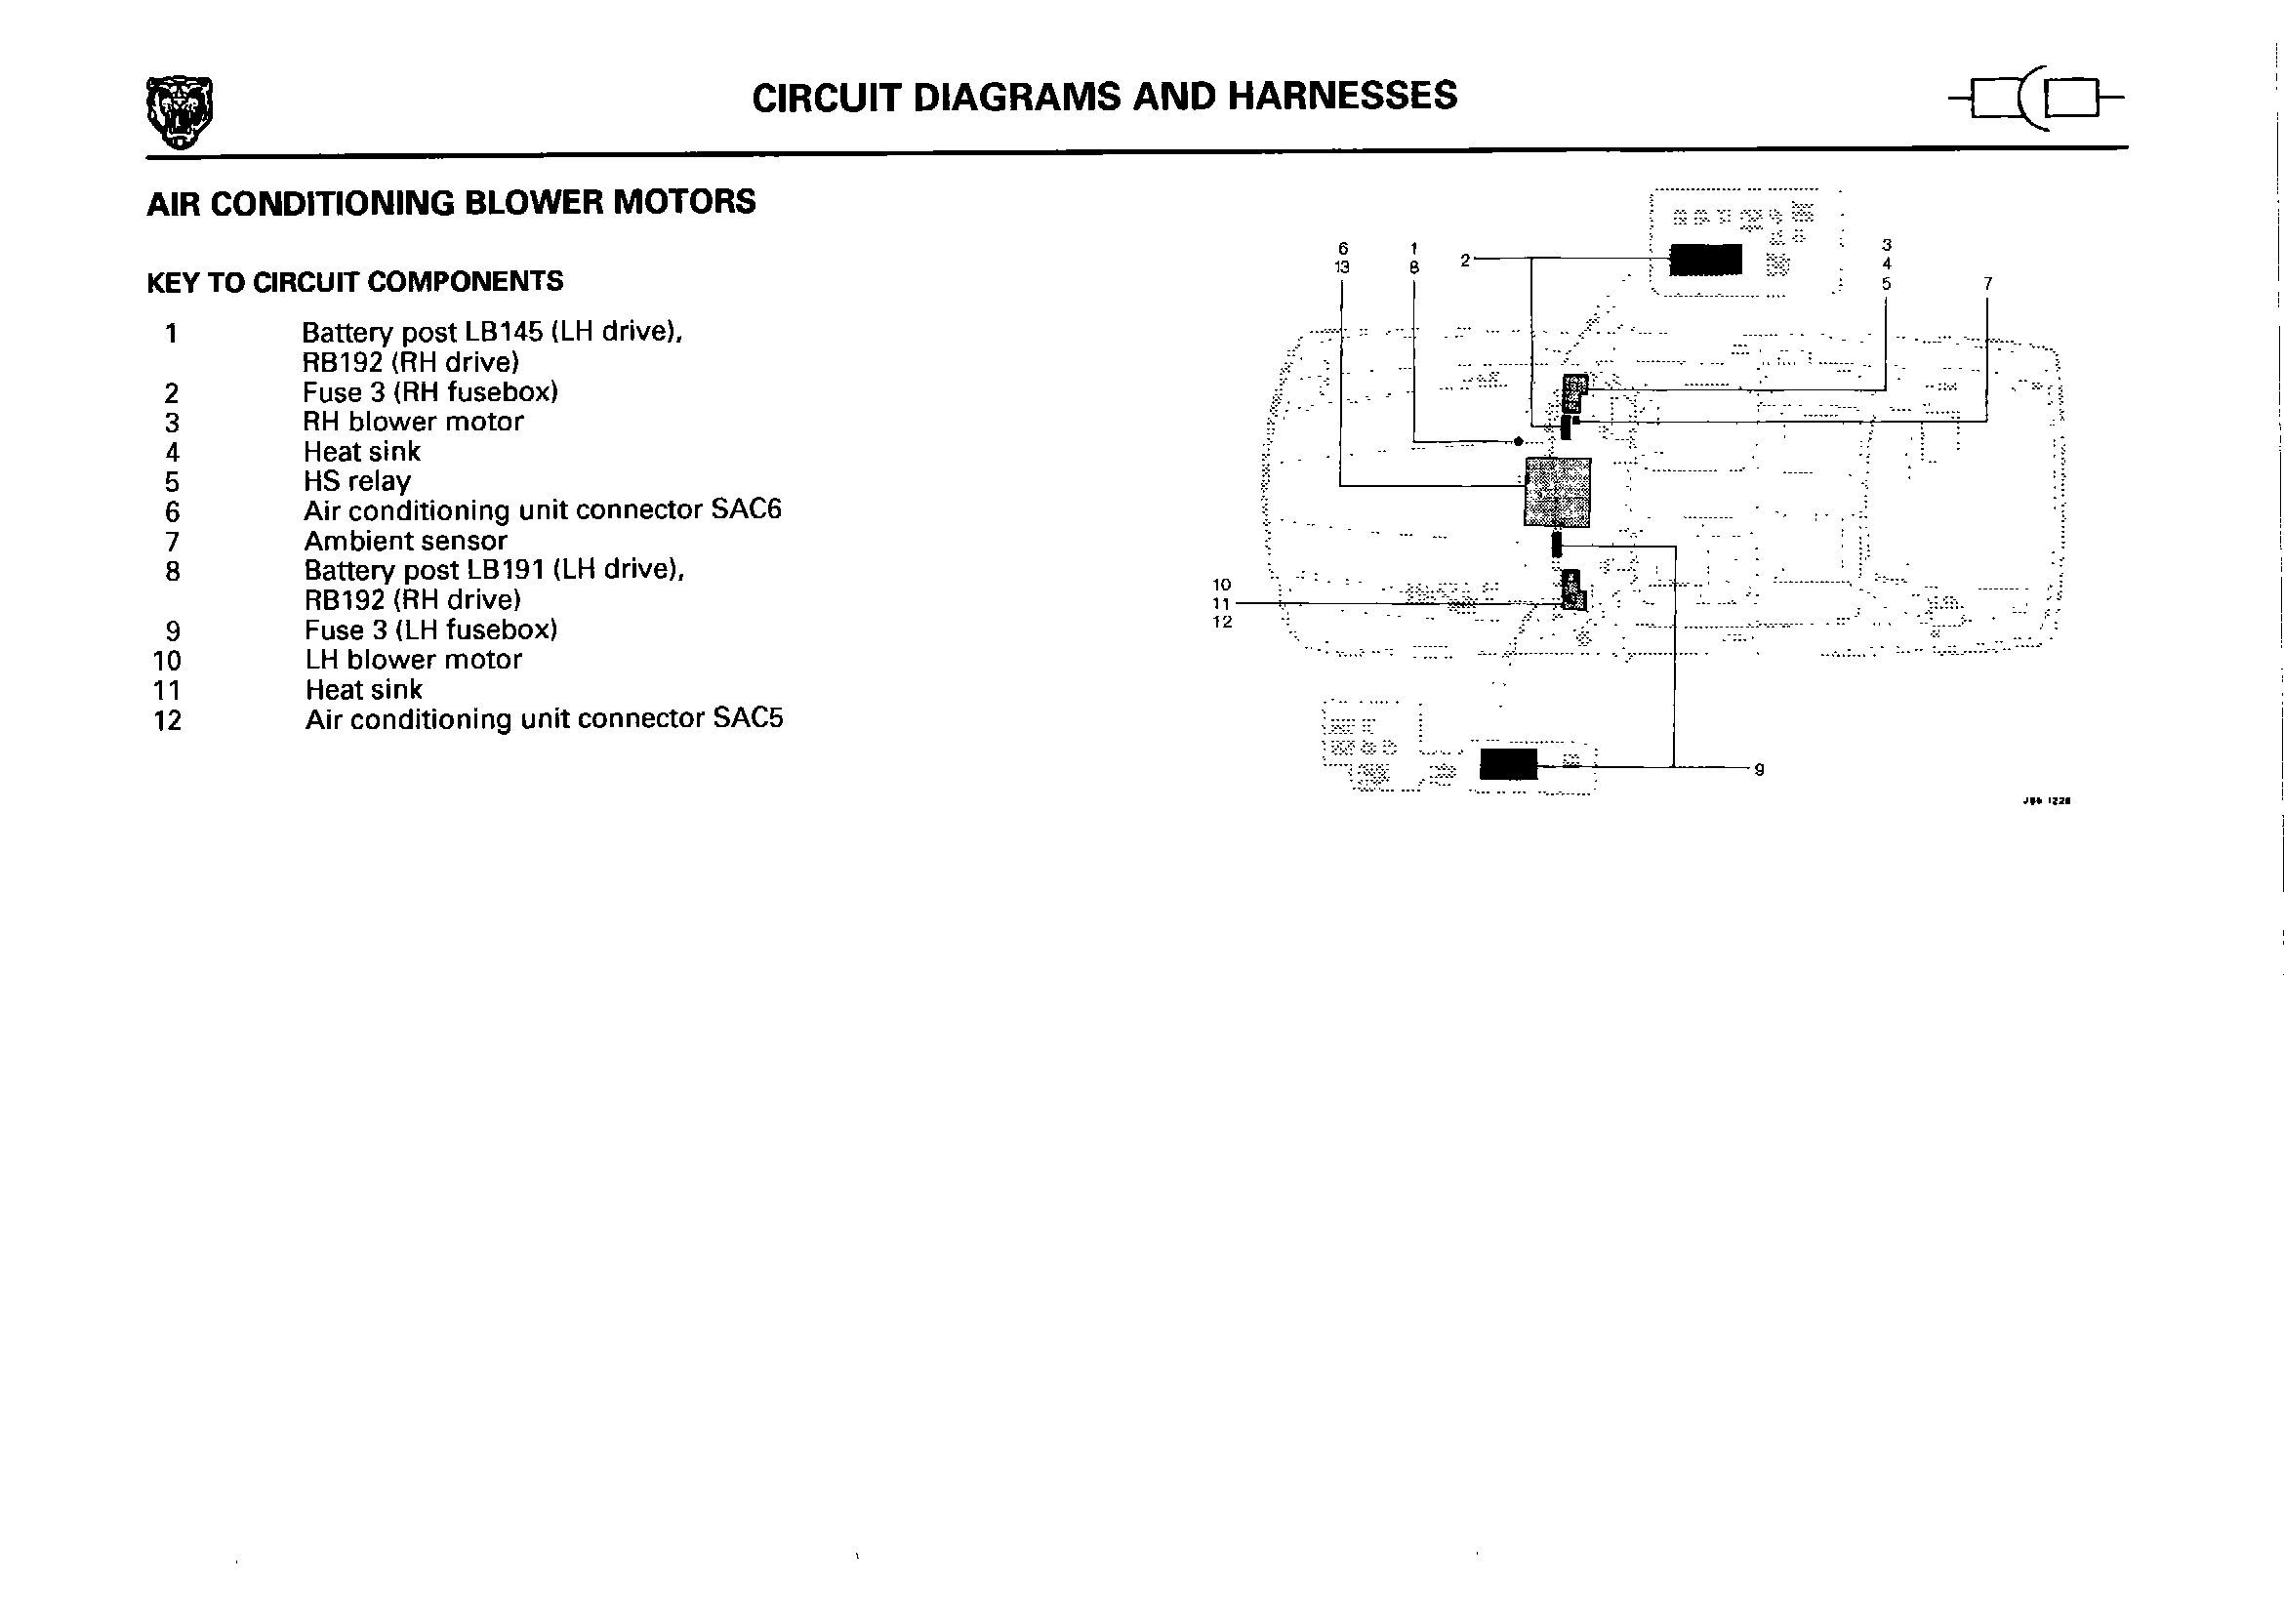 CIRCUIT DIAGRAMS AND HARNESSES
AIR CONDITIONING BLOWER MOTORS
KEY TO CIRCUIT COMPONENTS
1 Battery post LB145 (LH drive),
RB192 (RH drive)
2 Fuse 3 (RH fusebox)
3 RH blower motor
4 Heat sink
5 HS relay
6 Air conditioning unit connector SAC6
7 Ambient sensor
8 Battery post LB191 (LH drive),
RB192 (RH drive)
9 Fuse 3 (LH fusebox)
10 LH blower motor
11 Heat sink
12 Air conditioning unit connector SAC5
6
13
1
8
2
3
4
5
7
10
11
12
9